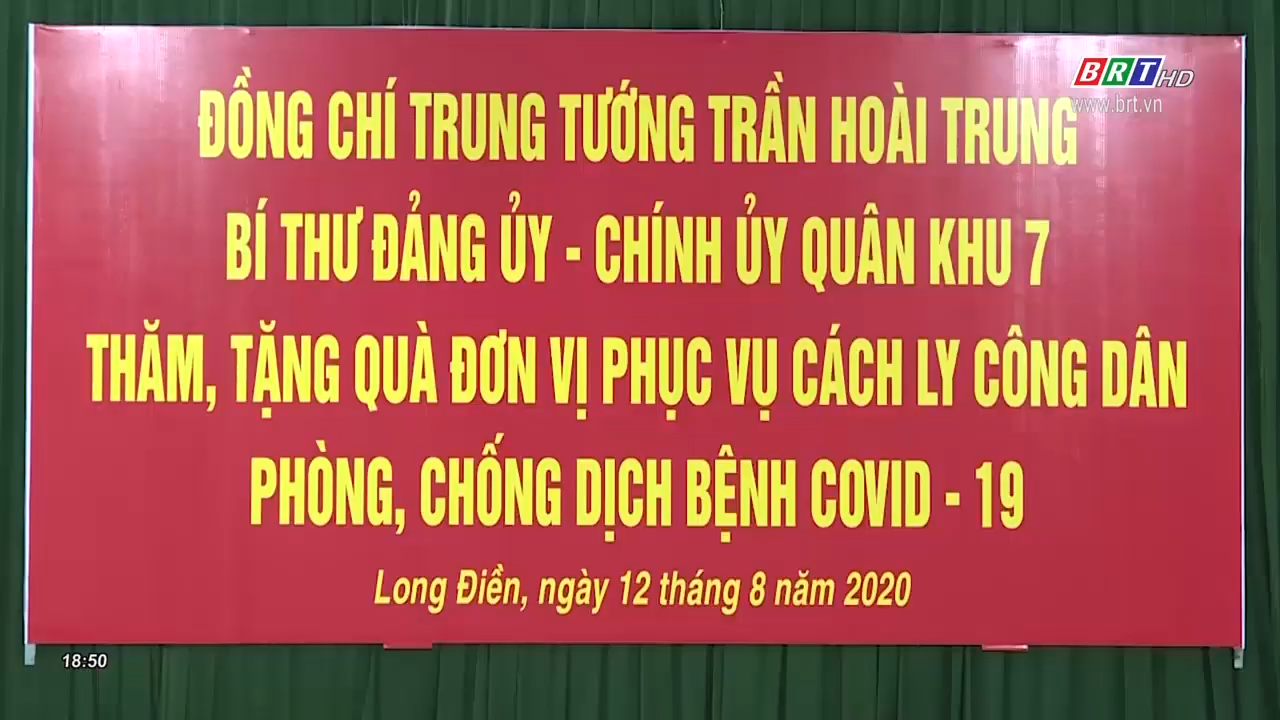 BRT HD
www.brt.vn
ĐỒNG CHÍ TRUNG TƯỚNG TRẦN HOÀI TRUNG
BÍ THƯ ĐẢNG ỦY - CHÍNH ỦY QUÂN KHU 7
THĂM, TẶNG QUÀ ĐƠN VỊ PHỤC VỤ CÁCH LY CÔNG DÂN
PHÒNG, CHỐNG DỊCH BỆNH COVID - 19
Long Điền, ngày 12 tháng 8 năm 2020
18:50